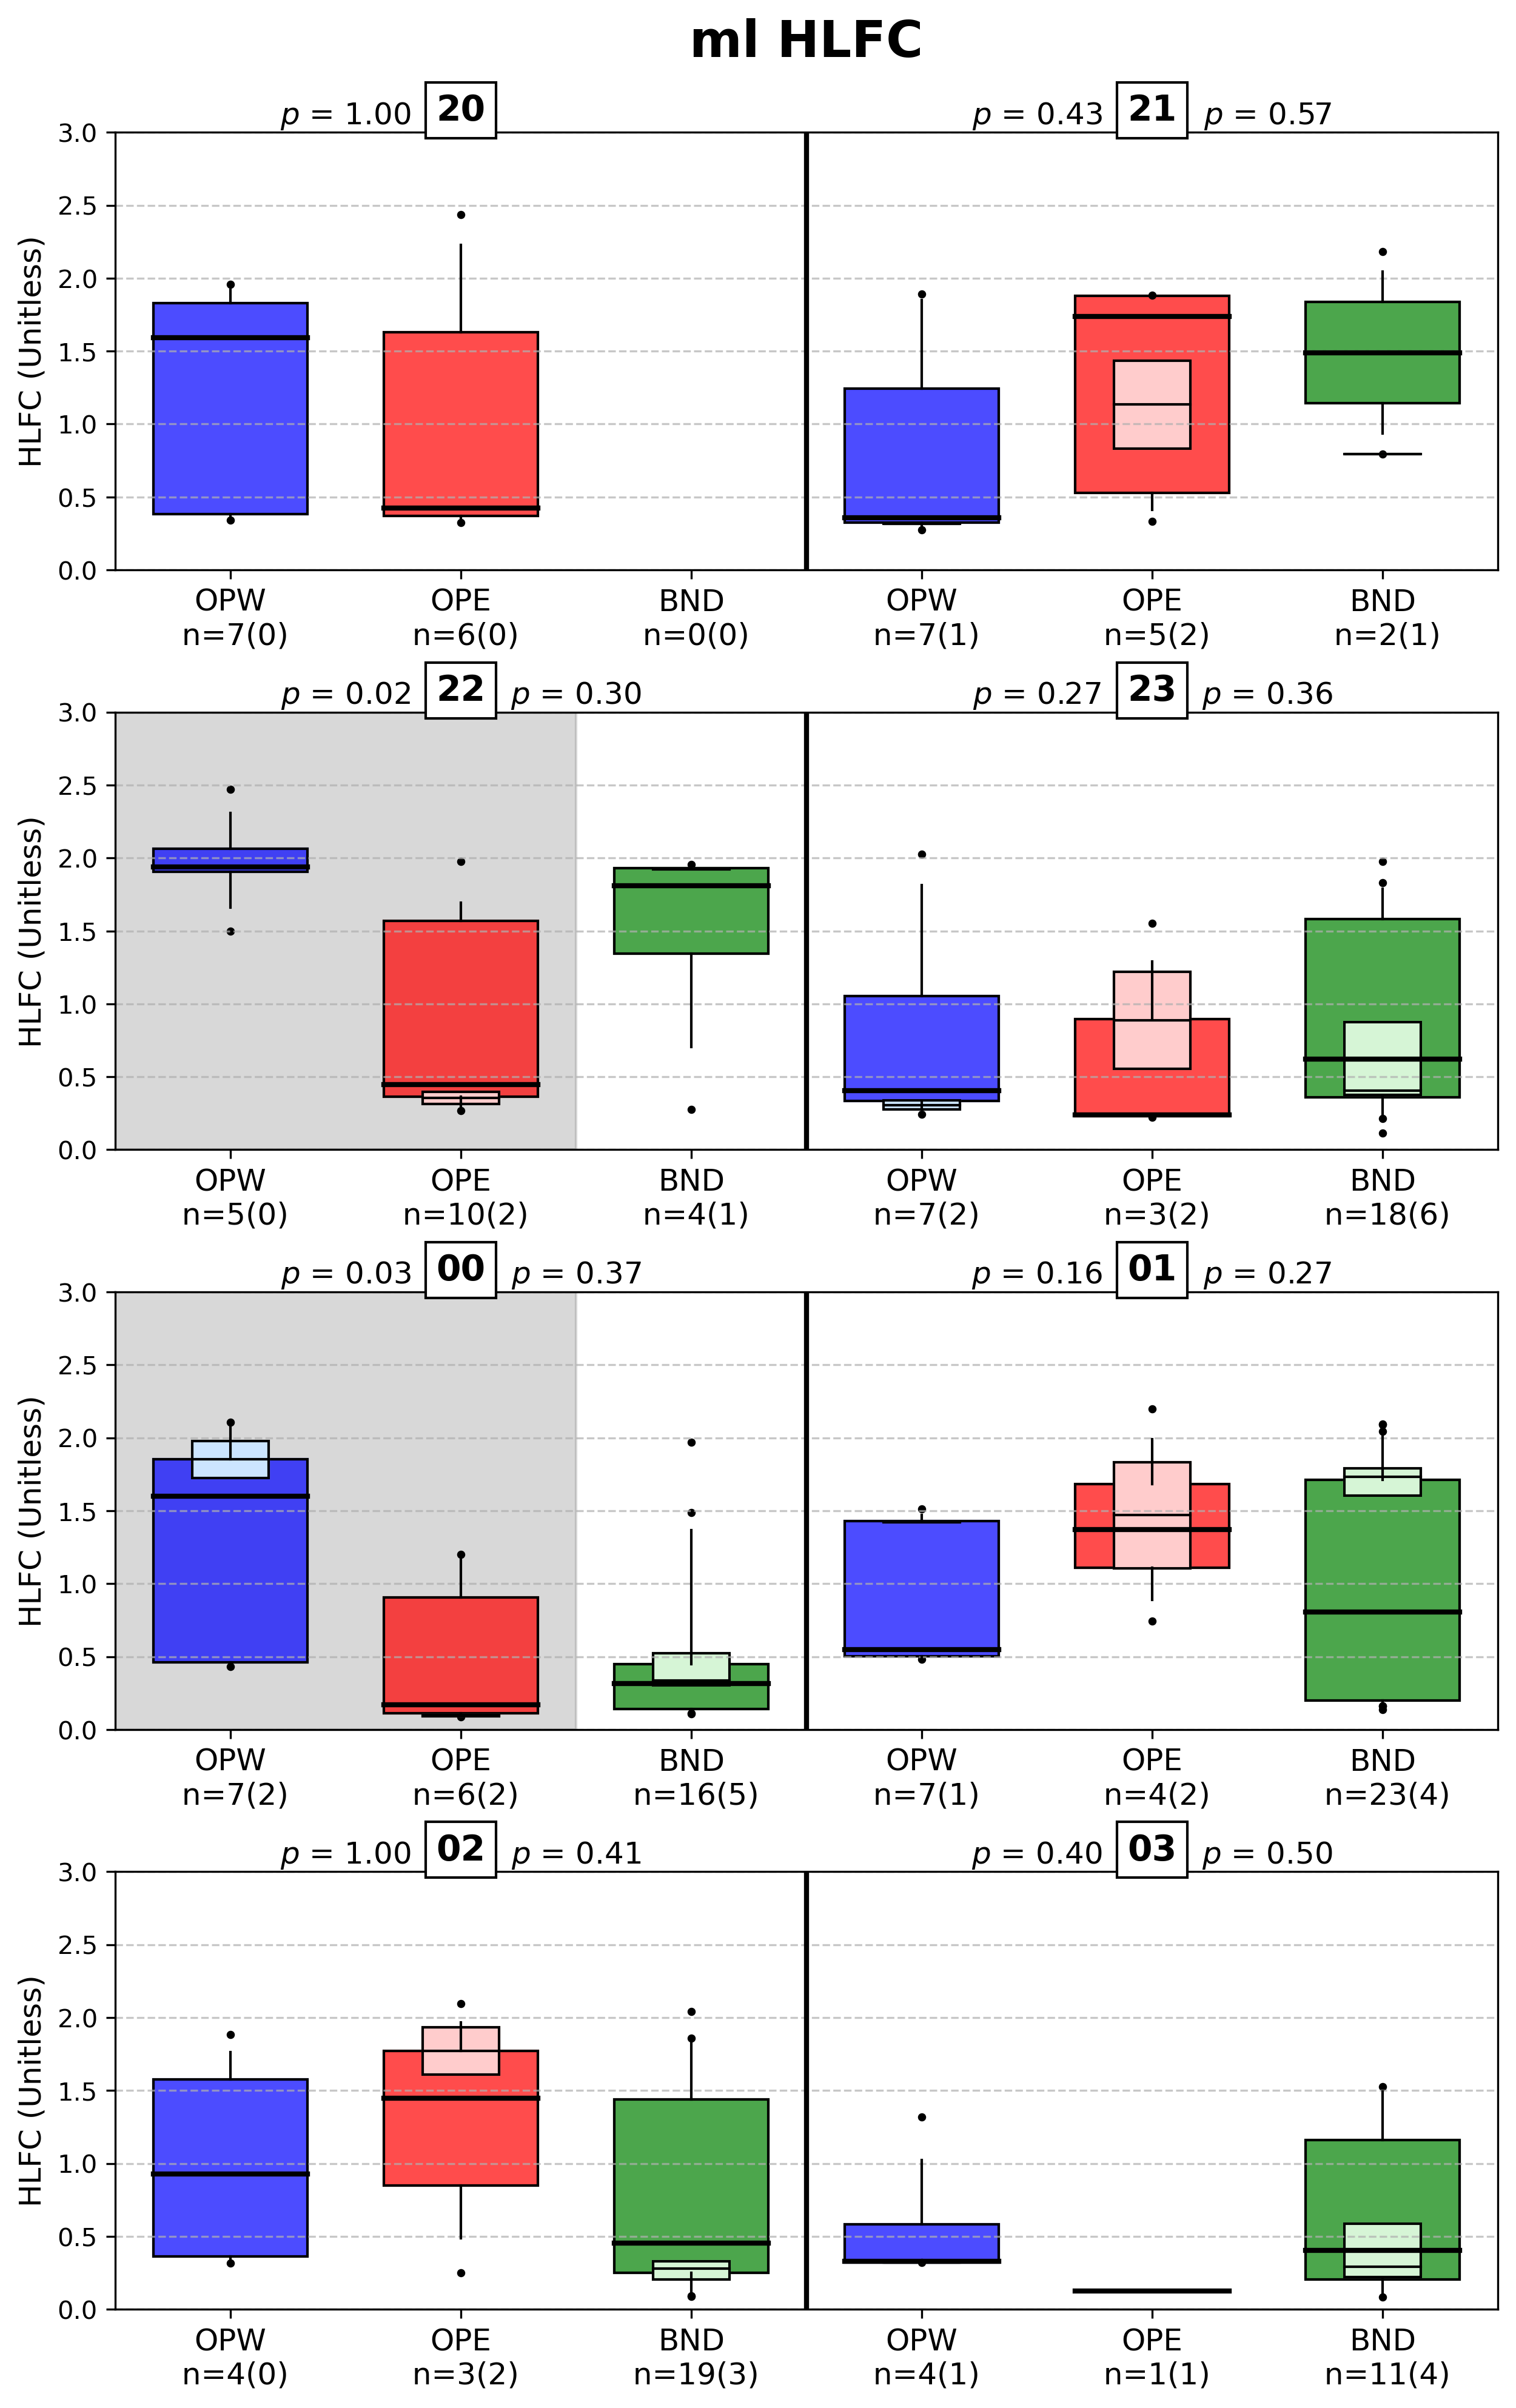 ml HLFC
p = 1.00 20
p = 0.43 21 p = 0.57
HLFC (Unitless)
3.0
2.5
2.0
1.5
1.0
0.5
0.0
OPW OPE BND OPW OPE BND
n=7(0) n=6(0) n=0(0) n=7(1) n=5(2) n=2(1)
p = 0.02 22 p = 0.30
p = 0.27 23 p = 0.36
HLFC (Unitless)
3.0
2.5
2.0
1.5
1.0
0.5
0.0
OPW OPE BND OPW OPE BND
n=5(0) n=10(2) n=4(1) n=7(2) n=3(2) n=18(6)
p = 0.03 00 p = 0.37
p = 0.16 01 p = 0.27
HLFC (Unitless)
3.0
2.5
2.0
1.5
1.0
0.5
0.0
OPW OPE BND OPW OPE BND
n=7(2) n=6(2) n=16(5) n=7(1) n=4(2) n=23(4)
p = 1.00 02 p = 0.41
p = 0.40 03 p = 0.50
HLFC (Unitless)
3.0
2.5
2.0
1.5
1.0
0.5
0.0
OPW OPE BND OPW OPE BND
n=4(0) n=3(2) n=19(3) n=4(1) n=1(1) n=11(4)